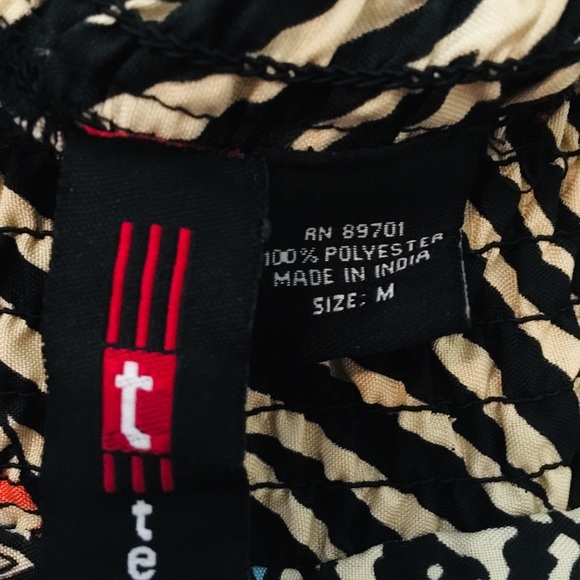 t
te
RN 89701
100% POLYESTER
MADE IN INDIA
SIZE: M